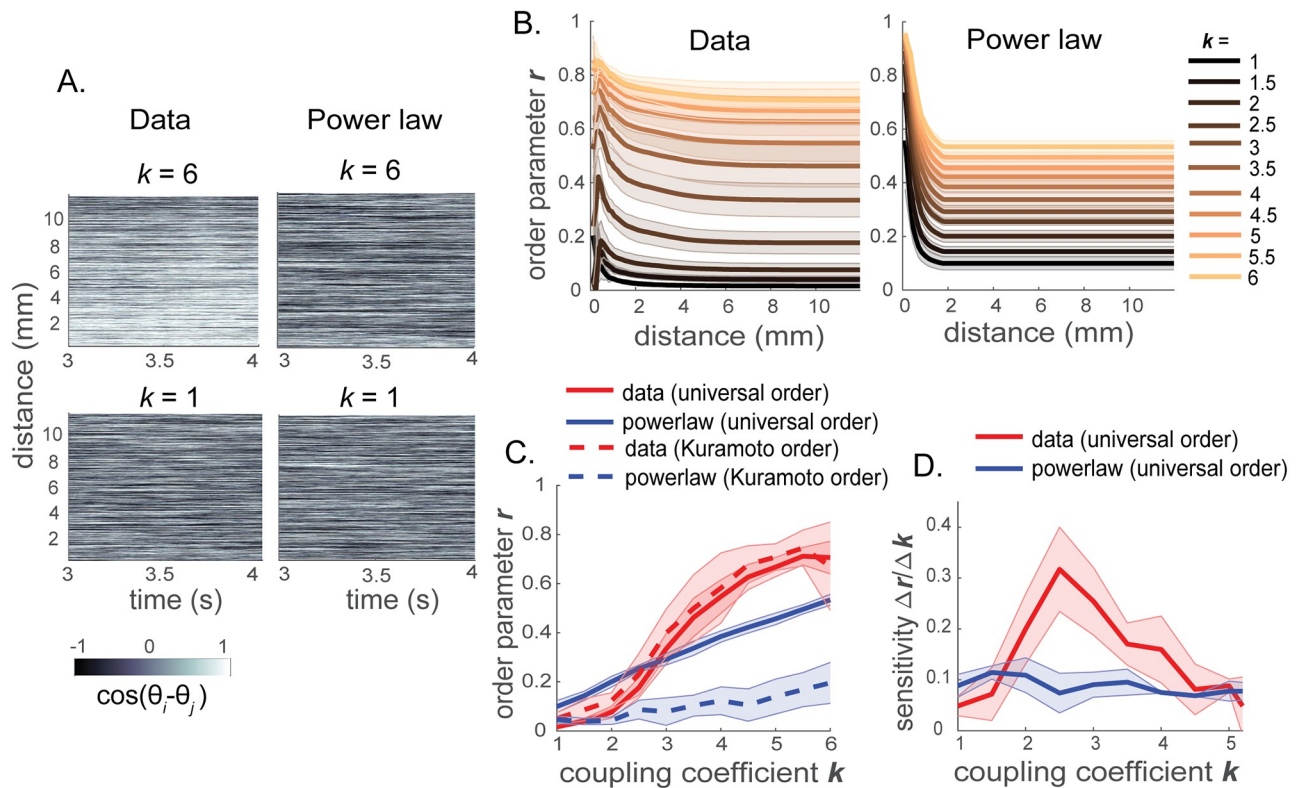 A.
Data
Power law
k = 6
k = 6
distance (mm)
10
8
6
4
2
3
3.5
4
3
3.5
4
k = 1
k = 1
10
8
6
4
2
3
3.5
4
3
3.5
4
time (s)
time (s)
-1
0
1
cos(θi-θj)
B.
Data
Power law
order parameter r
1
0.8
0.6
0.4
0.2
0
0
2
4
6
8
10
distance (mm)
1
0.8
0.6
0.4
0.2
0
0
2
4
6
8
10
distance (mm)
k =
1
1.5
2
2.5
3
3.5
4
4.5
5
5.5
6
data (universal order)
powerlaw (universal order)
data (Kuramoto order)
powerlaw (Kuramoto order)
C.
order parameter r
1
0.8
0.6
0.4
0.2
0
1
2
3
4
5
6
coupling coefficient k
data (universal order)
powerlaw (universal order)
D.
sensitivity Δr/Δk
0.4
0.3
0.2
0.1
0
1
2
3
4
5
coupling coefficient k